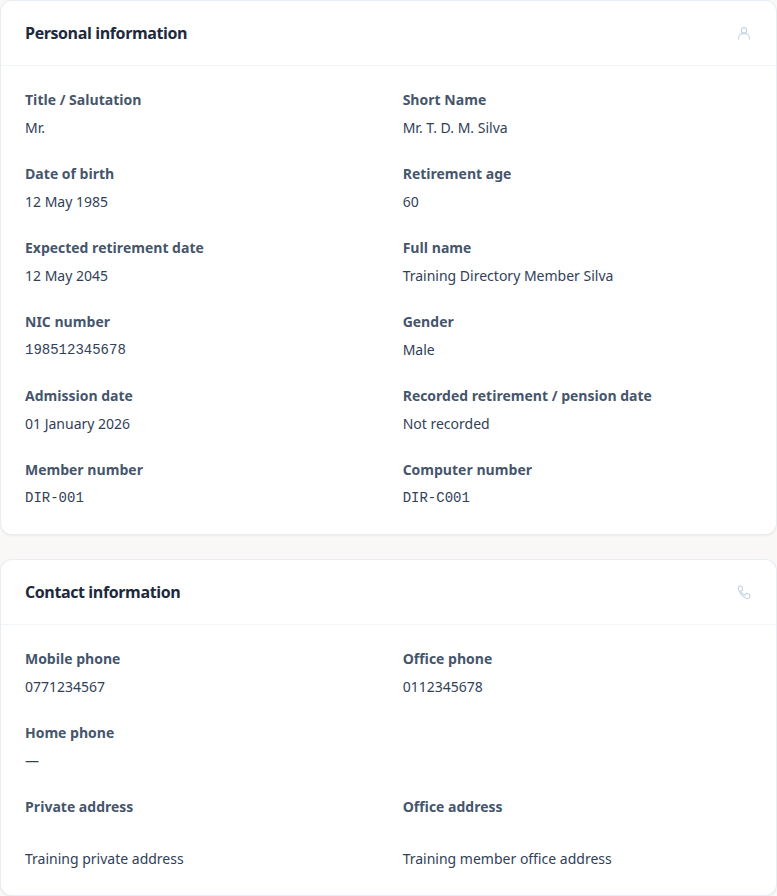 Personal information
Title / Salutation
Mr.
Short Name
Mr. T. D. M. Silva
Date of birth
12 May 1985
Retirement age
60
Expected retirement date
12 May 2045
Full name
Training Directory Member Silva
NIC number
198512345678
Gender
Male
Admission date
01 January 2026
Recorded retirement / pension date
Not recorded
Member number
DIR-001
Computer number
DIR-C001
Contact information
Mobile phone
0771234567
Office phone
0112345678
Home phone
—
Private address
Training private address
Office address
Training member office address